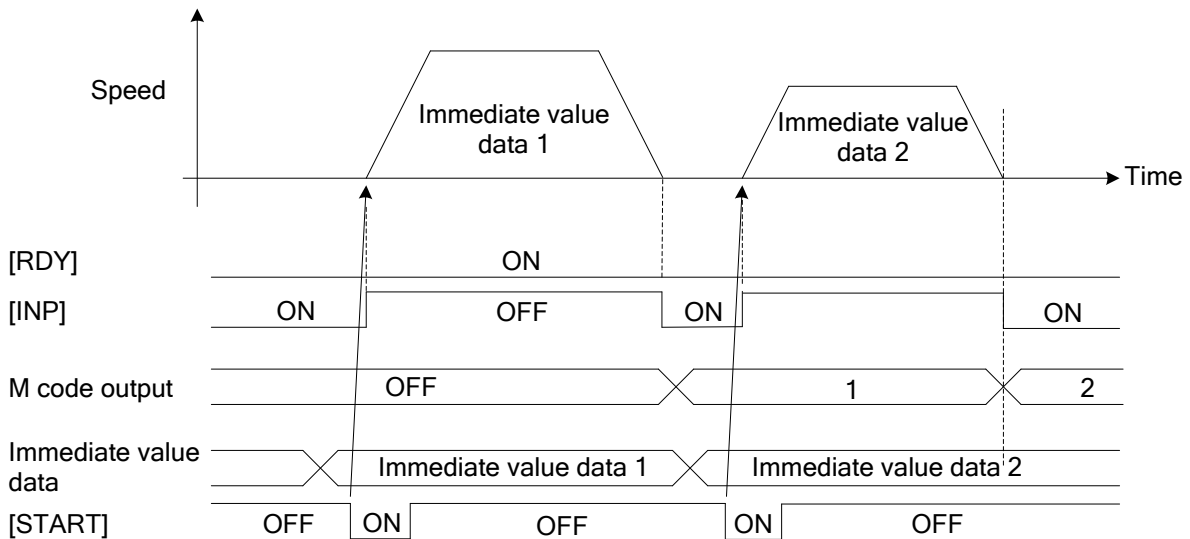 Speed
Immediate value
data 1
Immediate value
data 2
Time
[RDY]
ON
[INP]
ON
OFF
ON
ON
M code output
OFF
1
2
Immediate value
data
Immediate value data 1
Immediate value data 2
[START]
OFF
ON
OFF
ON
OFF